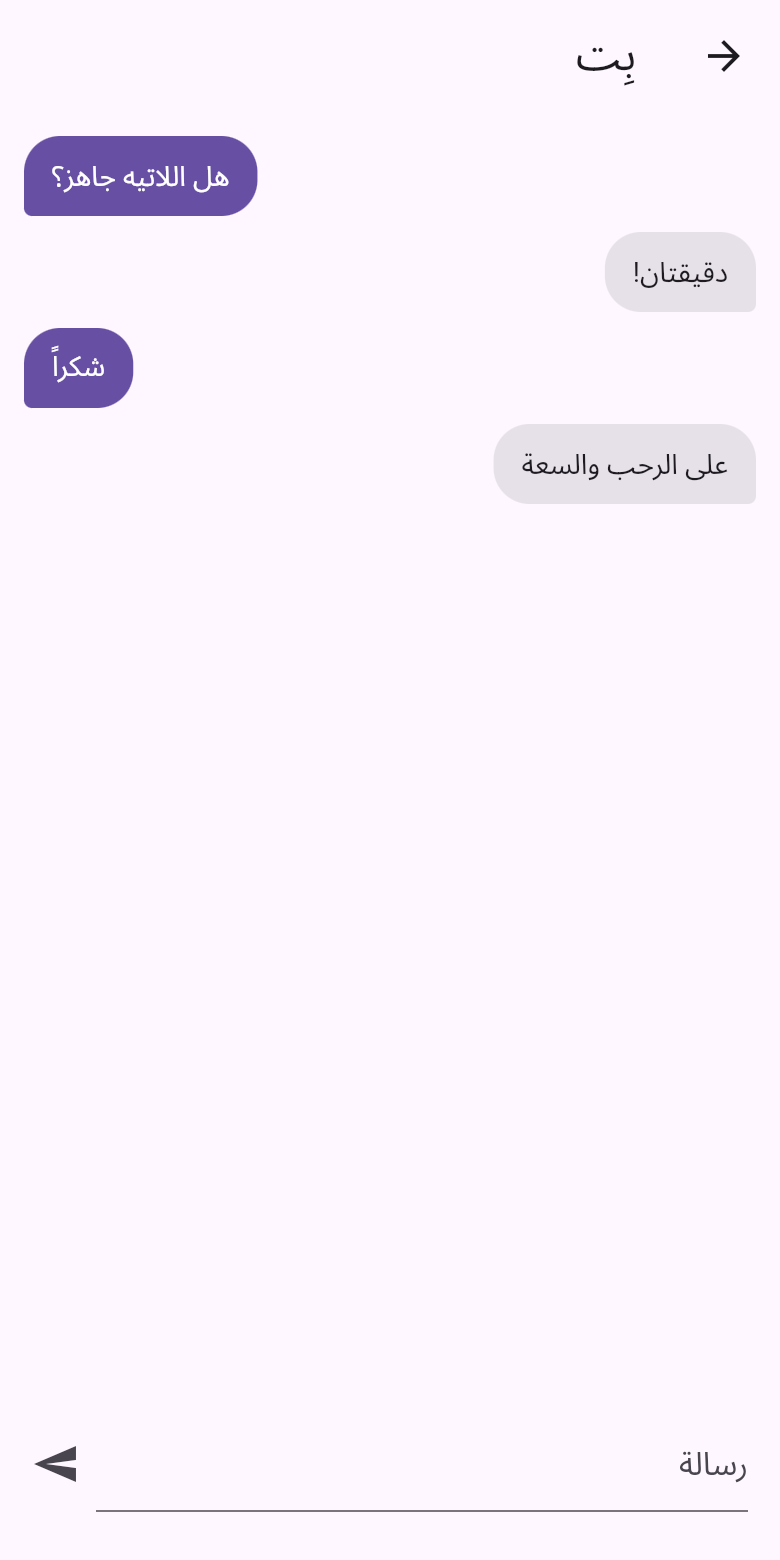 بِت
هل اللاتيه جاهز؟
دقيقتان!
شكراً
على الرحب والسعة
رسالة